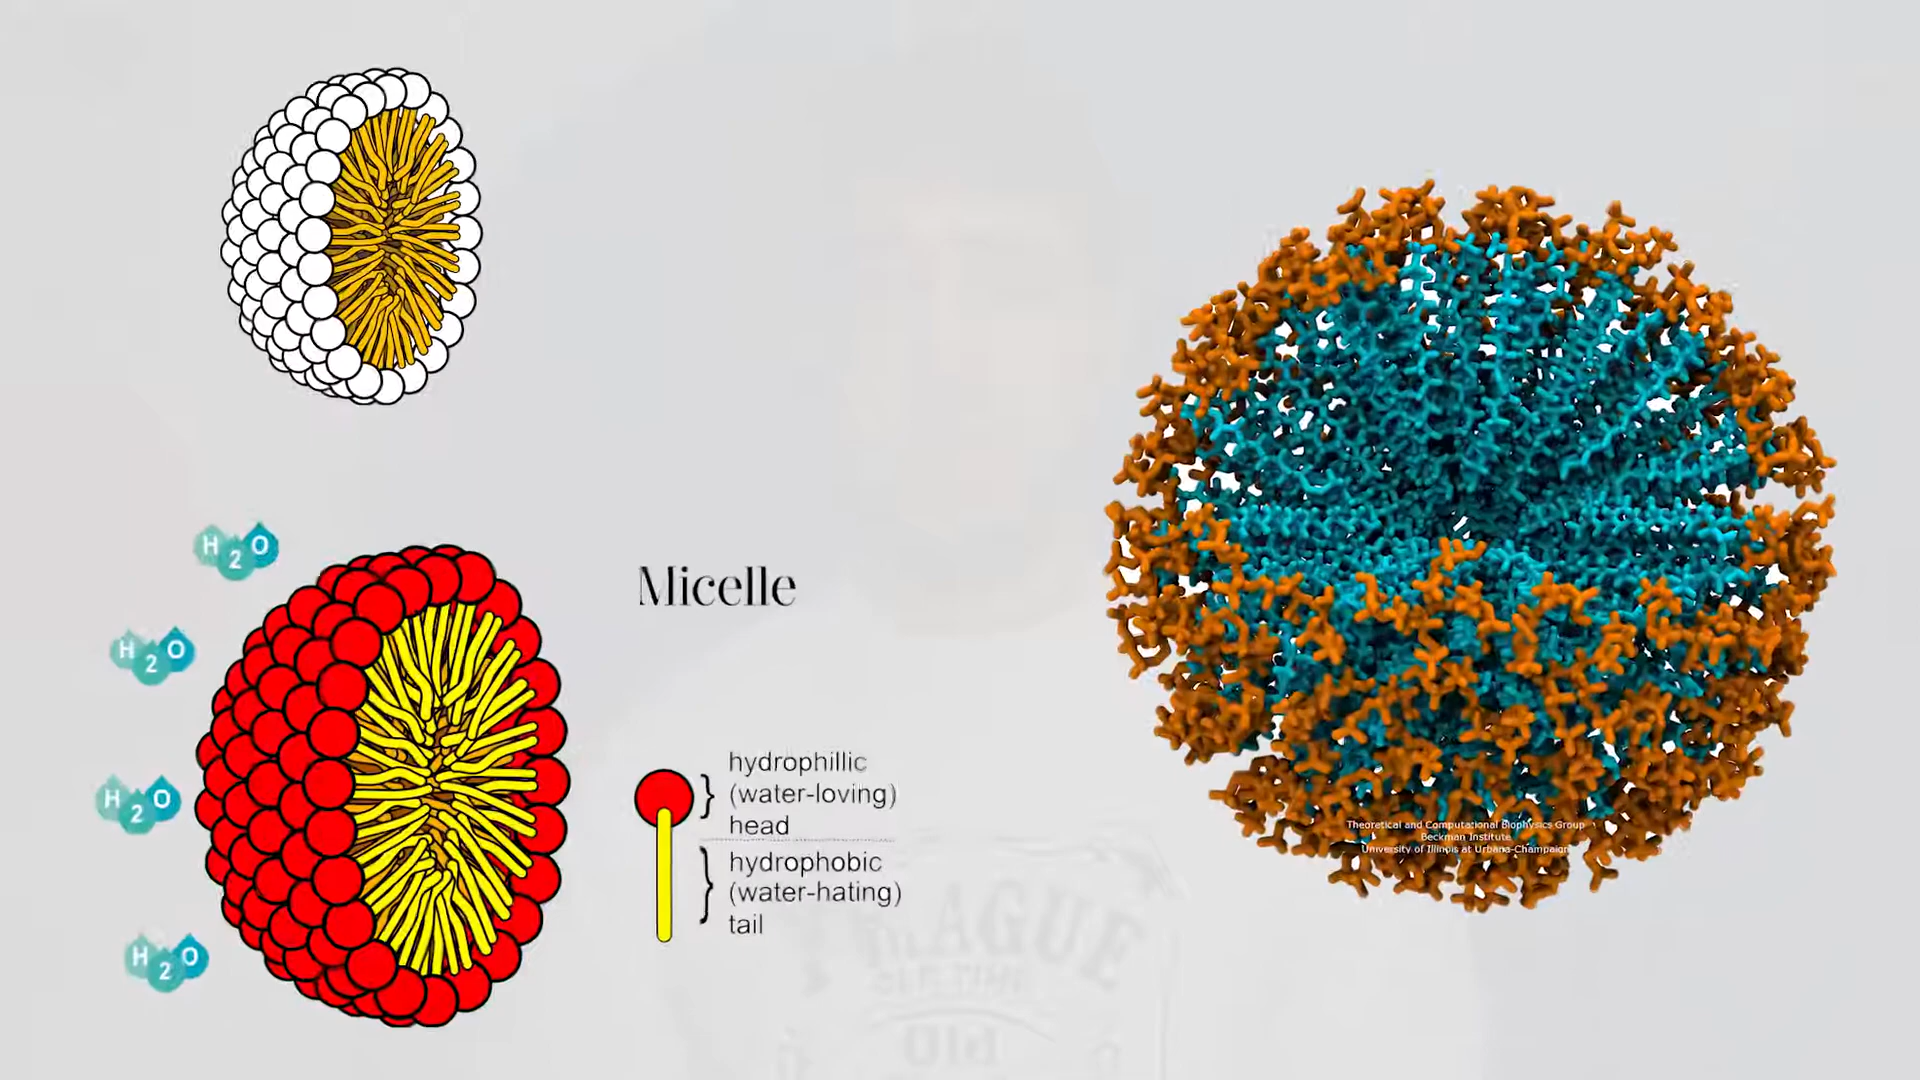 H2O
Micelle
H2O
hydrophillic
(water-loving)
head
H2O
Theoretical and Computational Biophysics Group
Beckman Institute
University of Illinois at Urbana-Champaign
hydrophobic
(water-hating)
tail
H2O